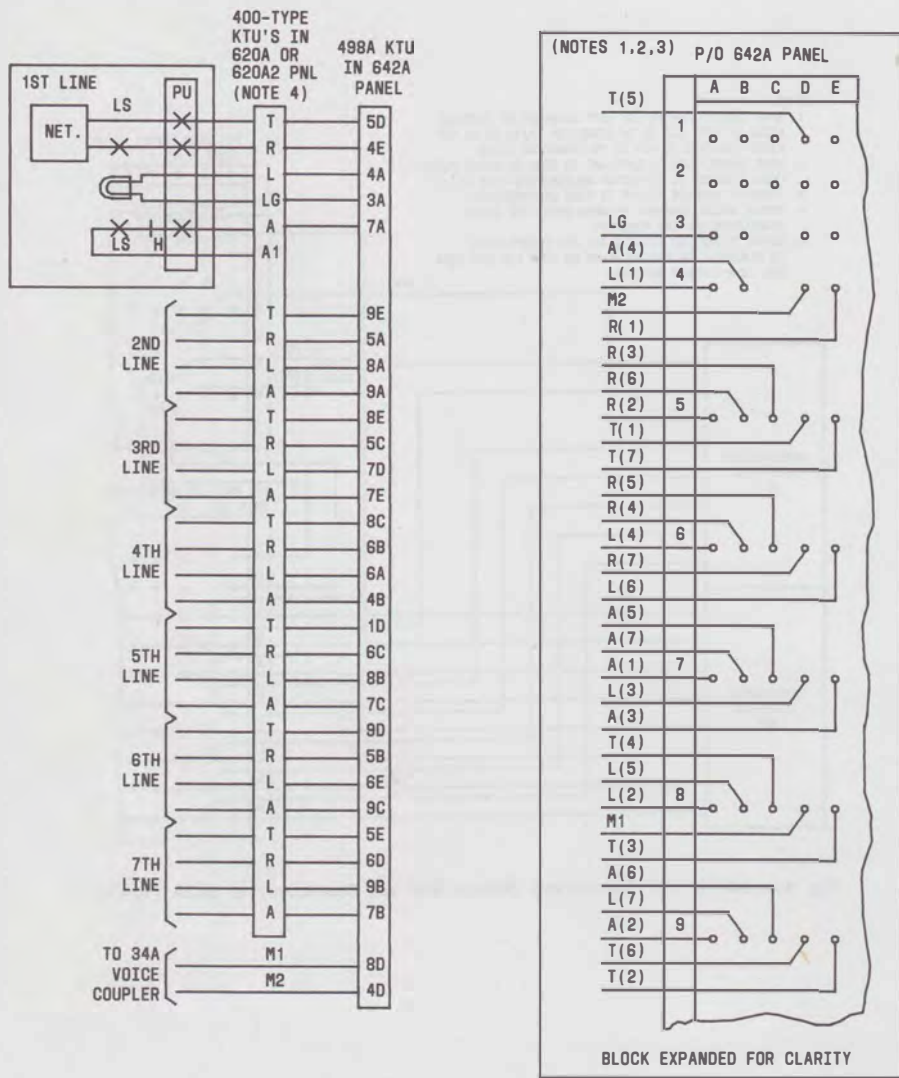 400-TYPE
KTU'S IN
620A OR
620A2 PNL
(NOTE 4)
498A KTU
IN 642A
PANEL
1ST LINE
PU
LS
NET.
LS
H
T 5D
R 4E
L 4A
LG 3A
A 7A
A1
2ND
LINE
T 9E
R 5A
L 8A
A 9A
3RD
LINE
T 8E
R 5C
L 7D
A 7E
4TH
LINE
T 8C
R 6B
L 6A
A 4B
5TH
LINE
T 1D
R 6C
L 8B
A 7C
6TH
LINE
T 9D
R 5B
L 6E
A 9C
7TH
LINE
T 5E
R 6D
L 9B
A 7B
TO 34A
VOICE
COUPLER
M1 8D
M2 4D
(NOTES 1,2,3)
P/O 642A PANEL
A B C D E
T(5)
1
2
LG 3
A(4)
L(1) 4
M2
R(1)
R(3)
R(6)
R(2) 5
T(1)
T(7)
R(5)
R(4)
L(4) 6
R(7)
L(6)
A(5)
A(7)
A(1) 7
L(3)
A(3)
T(4)
L(5)
L(2) 8
M1
T(3)
A(6)
L(7)
A(2) 9
T(6)
T(2)
BLOCK EXPANDED FOR CLARITY